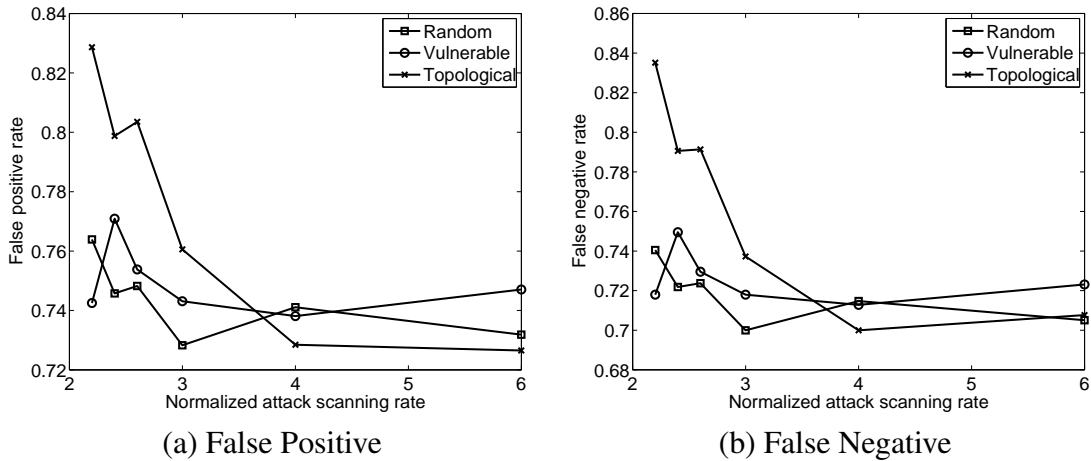 0.84
0.82
0.8
0.78
0.76
0.74
0.72
False positive rate
2 3 4 5 6
Normalized attack scanning rate
Random
Vulnerable
Topological
(a) False Positive
0.86
0.84
0.82
0.8
0.78
0.76
0.74
0.72
0.7
0.68
False negative rate
2 3 4 5 6
Normalized attack scanning rate
Random
Vulnerable
Topological
(b) False Negative